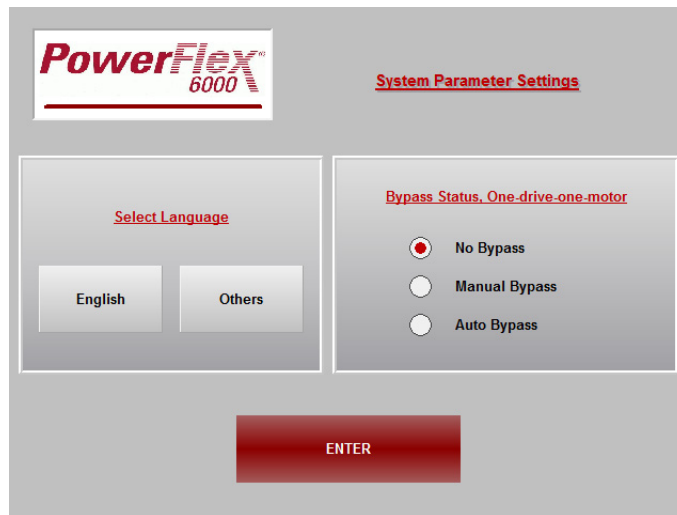 PowerFlex
6000
System Parameter Settings
Select Language
English
Others
Bypass Status, One-drive-one-motor
No Bypass
Manual Bypass
Auto Bypass
ENTER